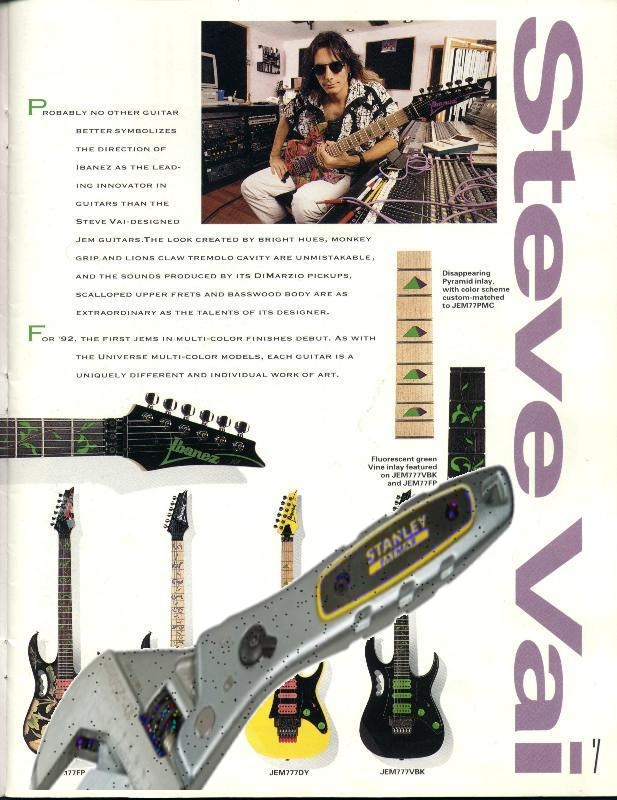 Steve Vai
PROBABLY NO OTHER GUITAR
BETTER SYMBOLIZES
THE DIRECTION OF
IBANEZ AS THE LEAD-
ING INNOVATOR IN
GUITARS THAN THE
STEVE VAI-DESIGNED
JEM GUITARS.THE LOOK CREATED BY BRIGHT HUES, MONKEY
GRIP AND LIONS CLAW TREMOLO CAVITY ARE UNMISTAKABLE,
AND THE SOUNDS PRODUCED BY ITS DIMARZIO PICKUPS,
SCALLOPED UPPER FRETS AND BASSWOOD BODY ARE AS
EXTRAORDINARY AS THE TALENTS OF ITS DESIGNER.
FOR '92, THE FIRST JEMS IN MULTI-COLOR FINISHES DEBUT. AS WITH
THE UNIVERSE MULTI-COLOR MODELS, EACH GUITAR IS A
UNIQUELY DIFFERENT AND INDIVIDUAL WORK OF ART.
Disappearing
Pyramid inlay,
with color scheme
custom-matched
to JEM77PMC
Ibanez
Fluorescent green
Vine inlay featured
on JEM777VBK
and JEM77FP
STANLEY
77FP
JEM777DY
JEM777VBK